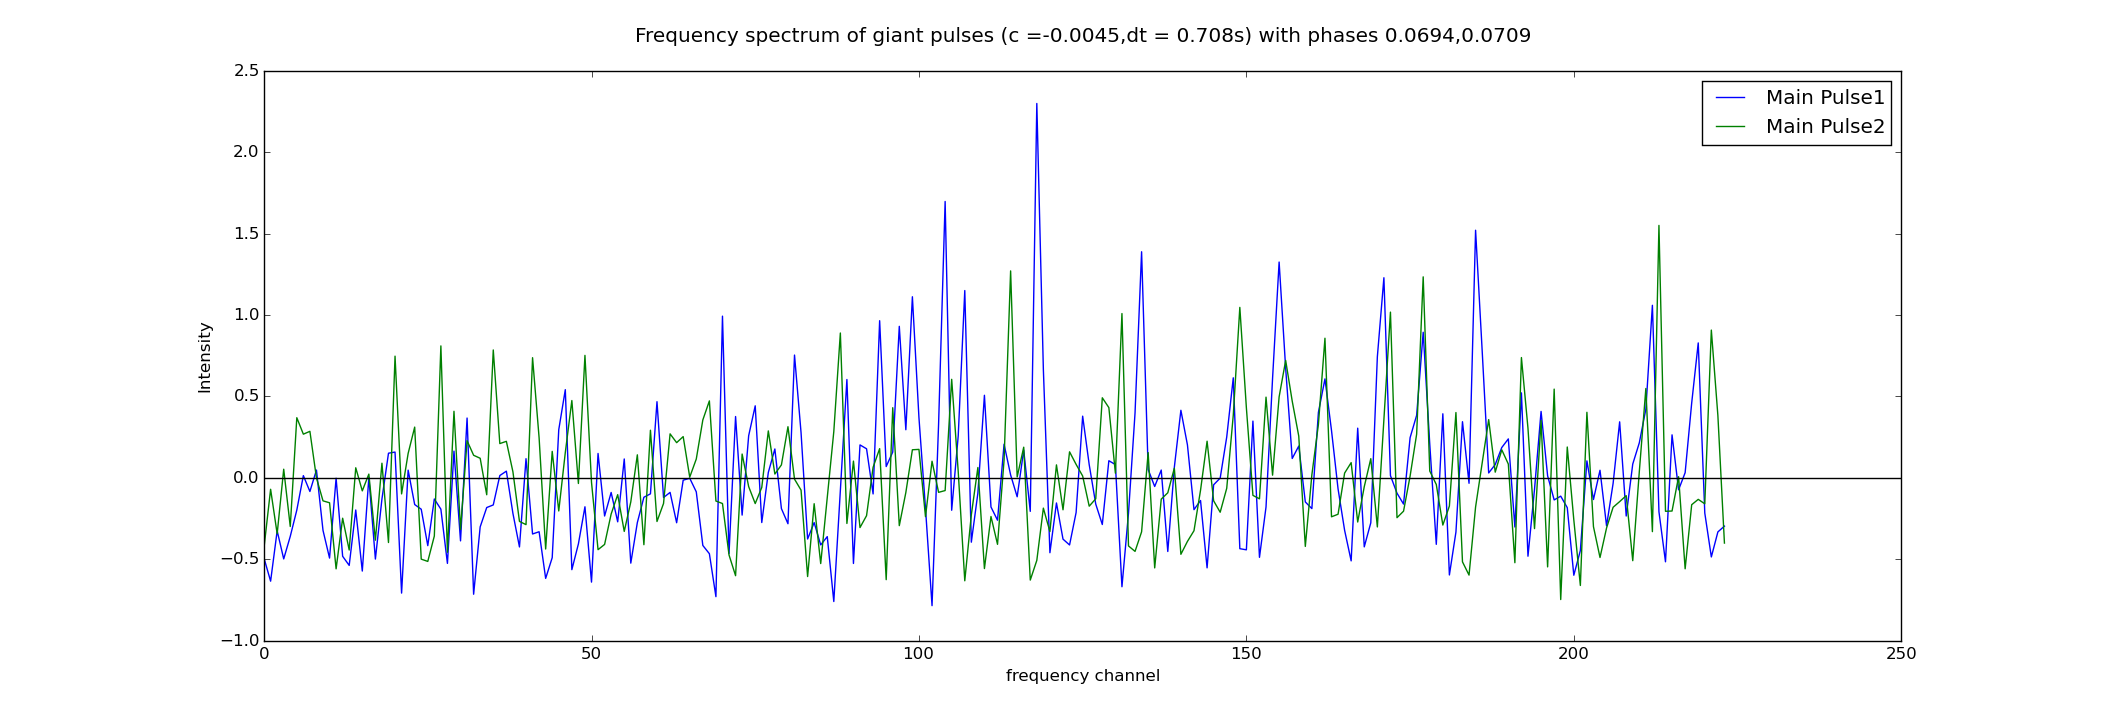 Frequency spectrum of giant pulses (c =-0.0045,dt = 0.708s) with phases 0.0694,0.0709
2.5
2.0
1.5
1.0
0.5
0.0
−0.5
−1.0
Intensity
Main Pulse1
Main Pulse2
0 50 100 150 200 250
frequency channel